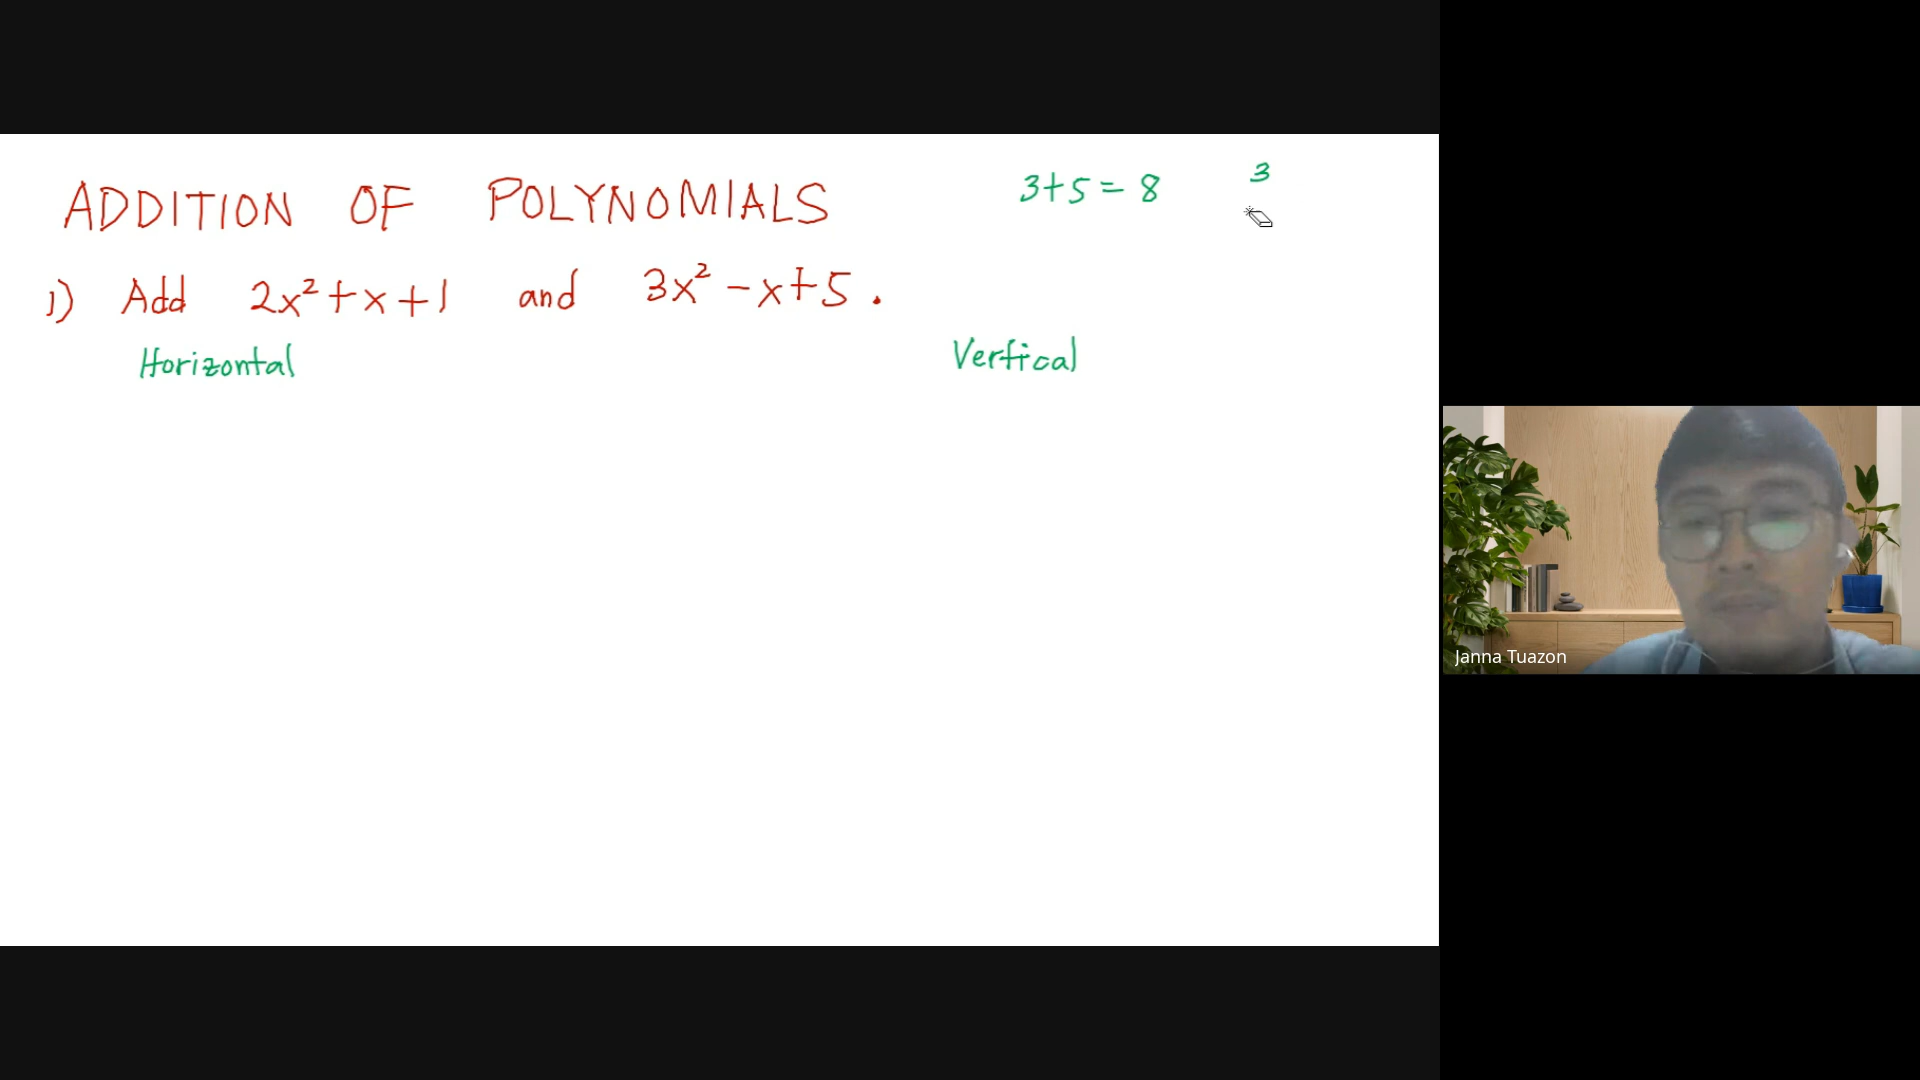 ADDITION OF POLYNOMIALS
3+5=8
3
1) Add 2x²+x+1 and 3x²-x+5.
Horizontal
Vertical
Janna Tuazon